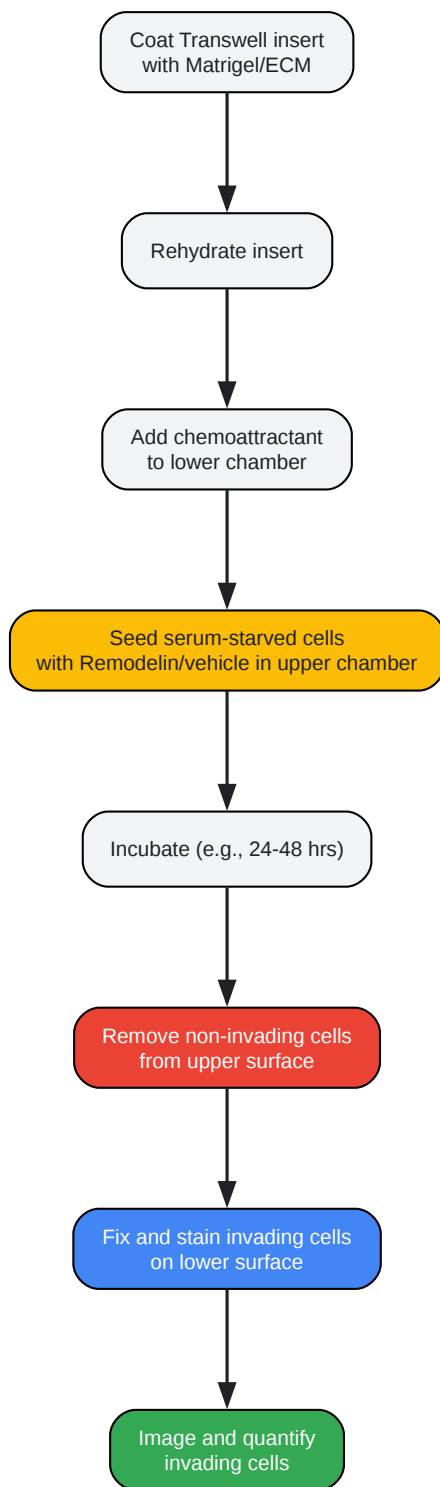 Coat Transwell insert
with Matrigel/ECM
Rehydrate insert
Add chemoattractant
to lower chamber
Seed serum-starved cells
with Remodelin/vehicle in upper chamber
Incubate (e.g., 24-48 hrs)
Remove non-invading cells
from upper surface
Fix and stain invading cells
on lower surface
Image and quantify
invading cells